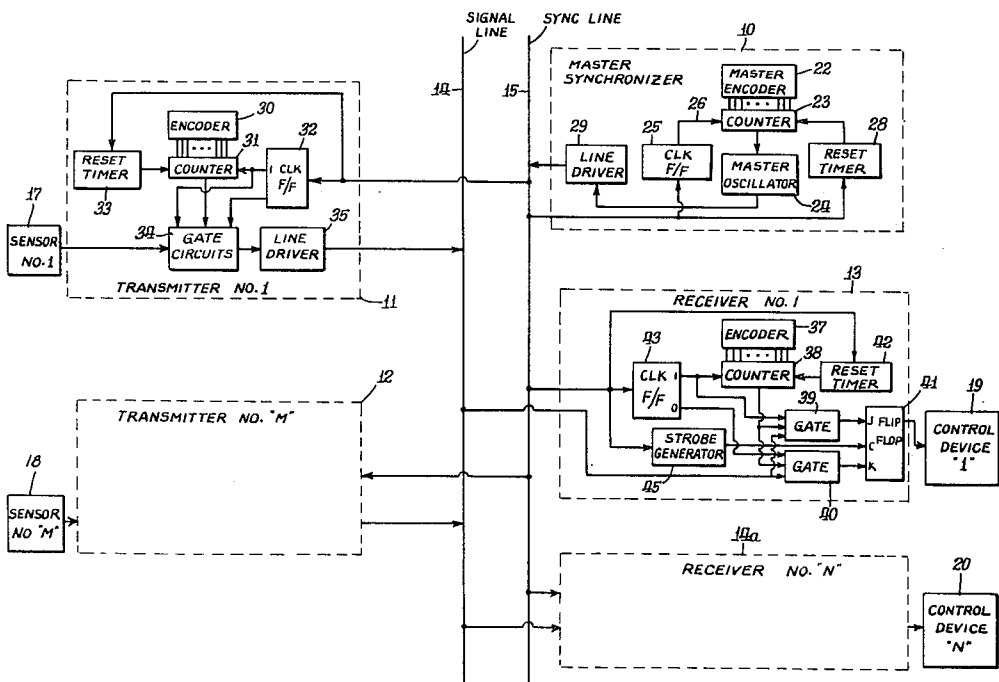 SIGNAL
LINE
SYNC LINE
14
15
10
MASTER
SYNCHRONIZER
MASTER
ENCODER
22
...
COUNTER
23
26
29
LINE
DRIVER
25
CLK
F/F
28
RESET
TIMER
MASTER
OSCILLATOR
24
30
ENCODER
...
31
COUNTER
32
1 CLK
F/F
RESET
TIMER
33
17
SENSOR
NO.1
34
GATE
CIRCUITS
35
LINE
DRIVER
TRANSMITTER NO.1
11
12
TRANSMITTER NO. "M"
18
SENSOR
NO "M"
13
RECEIVER NO.1
37
ENCODER
...
38
COUNTER
42
RESET
TIMER
43
CLK 1
F/F
0
39
GATE
41
J FLIP
C FLOP
K
19
CONTROL
DEVICE
"1"
STROBE
GENERATOR
45
GATE
40
14a
RECEIVER NO. "N"
20
CONTROL
DEVICE
"N"